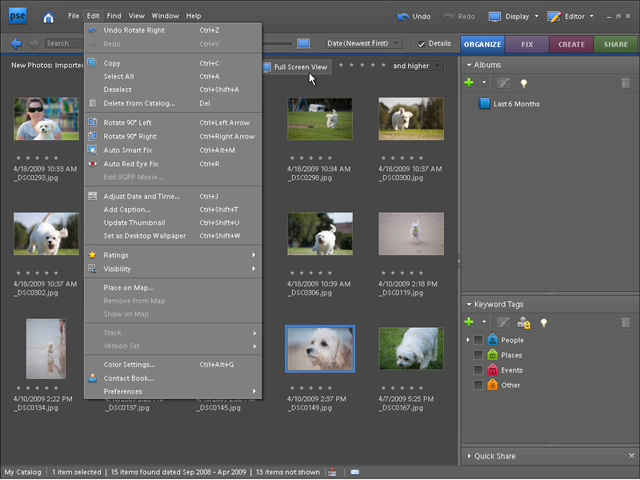 pse File Edit Find View Window Help Undo Redo Display Editor
Search Date (Newest First) Details ORGANIZE FIX CREATE SHARE
New Photos: Importe Full Screen View and higher
Undo Rotate Right Ctrl+Z
Redo Ctrl+Y
Copy Ctrl+C
Select All Ctrl+A
Deselect Ctrl+Shift+A
Delete from Catalog... Del
Rotate 90° Left Ctrl+Left Arrow
Rotate 90° Right Ctrl+Right Arrow
Auto Smart Fix Ctrl+Alt+M
Auto Red Eye Fix Ctrl+R
Edit 3GPP Movie...
Adjust Date and Time... Ctrl+J
Add Caption... Ctrl+Shift+T
Update Thumbnail Ctrl+Shift+U
Set as Desktop Wallpaper Ctrl+Shift+W
Ratings
Visibility
Place on Map...
Remove from Map
Show on Map
Stack
Version Set
Color Settings... Ctrl+Alt+G
Contact Book...
Preferences
4/18/2009 10:33 AM
_DSC0293.jpg
4/18/2009 10:34 AM
_DSC0298.jpg
4/18/2009 10:37 AM
_DSC0300.jpg
4/18/2009 10:37 AM
_DSC0302.jpg
4/18/2009 10:39 AM
_DSC0306.jpg
4/10/2009 2:18 PM
_DSC0119.jpg
4/10/2009 2:22 PM
_DSC0134.jpg
_DSC0137.jpg
_DSC0145.jpg
4/10/2009 2:37 PM
_DSC0149.jpg
4/7/2009 5:25 PM
_DSC0167.jpg
Albums
Last 6 Months
Keyword Tags
People
Places
Events
Other
Quick Share
My Catalog 1 item selected 15 items found dated Sep 2008 - Apr 2009 13 items not shown